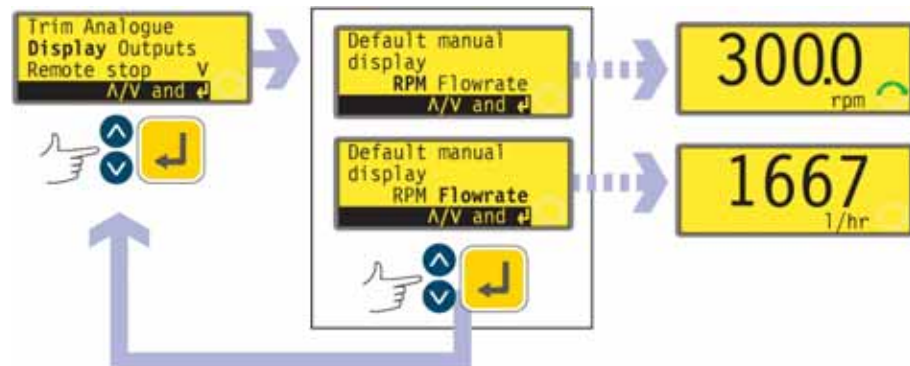 Trim Analogue
Display Outputs
Remote stop V
Λ/V and ↲
Default manual
display
RPM Flowrate
Λ/V and ↲
300.0
rpm
Default manual
display
RPM Flowrate
Λ/V and ↲
1667
l/hr